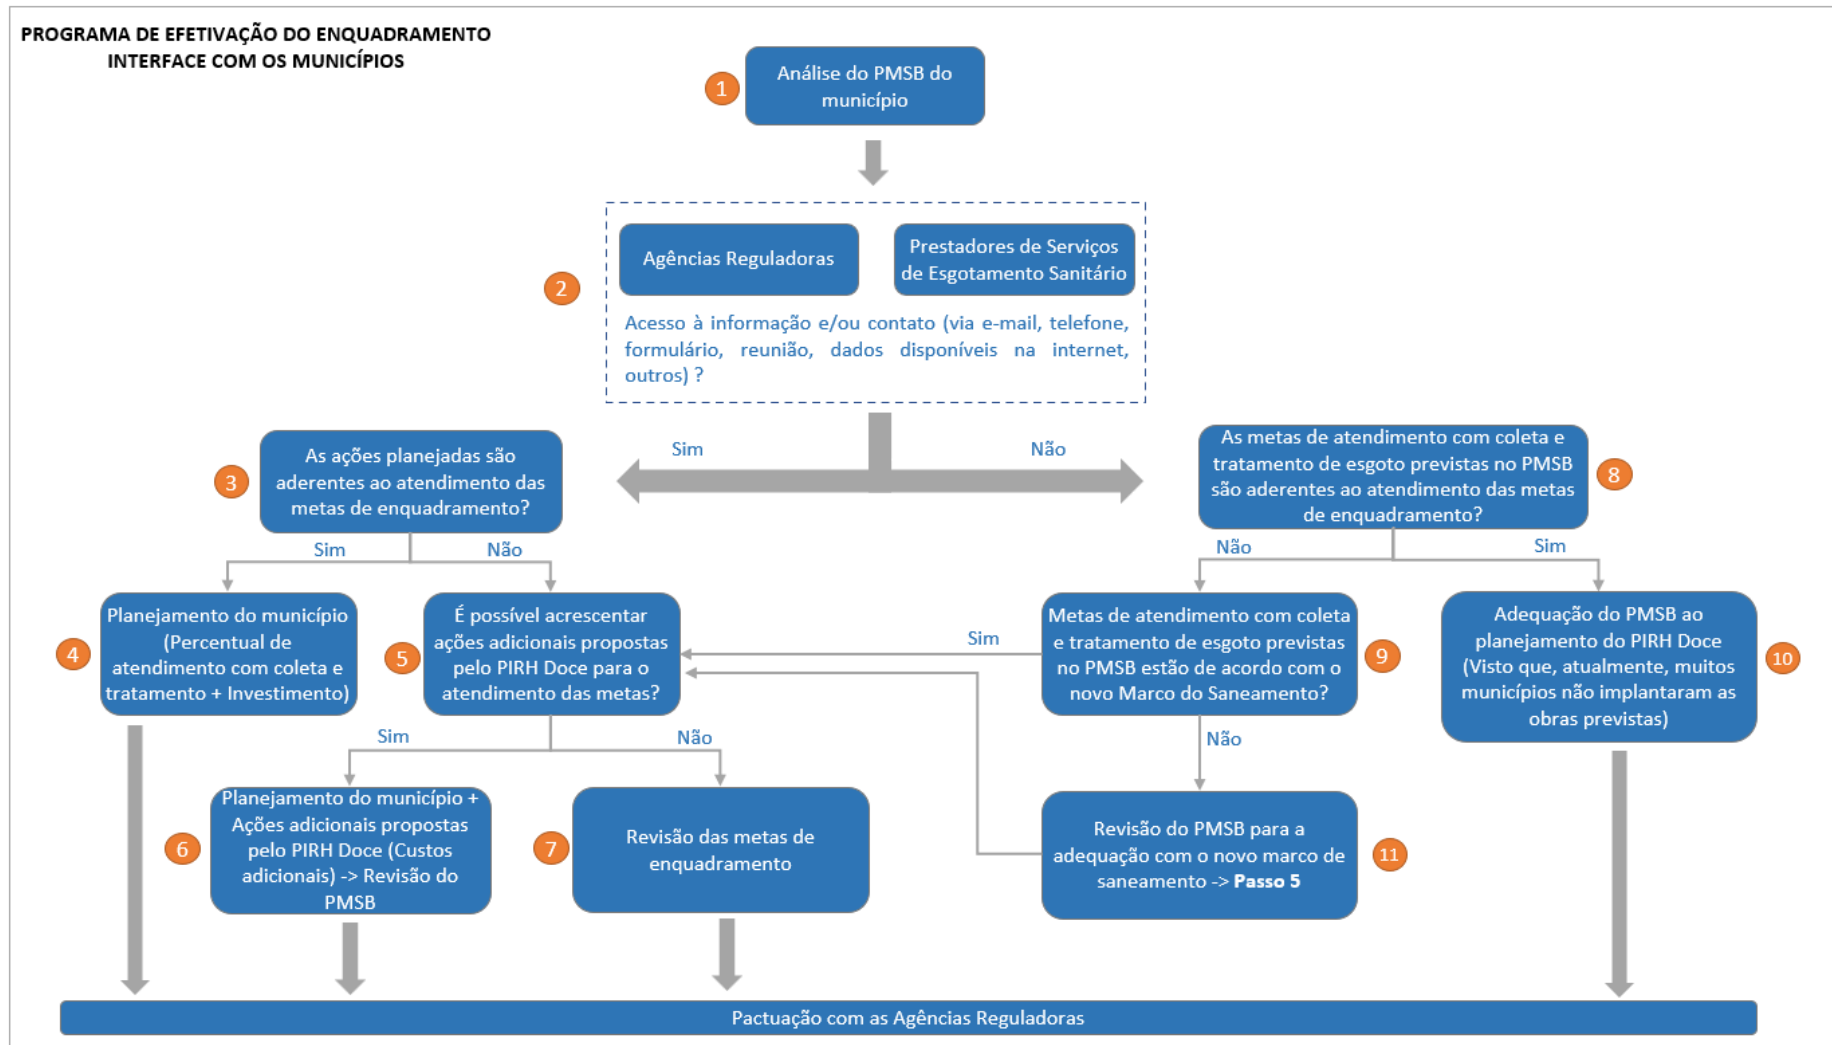 PROGRAMA DE EFETIVAÇÃO DO ENQUADRAMENTO
INTERFACE COM OS MUNICÍPIOS
1
Análise do PMSB do
município
2
Agências Reguladoras
Prestadores de Serviços
de Esgotamento Sanitário
Acesso à informação e/ou contato (via e-mail, telefone,
formulário, reunião, dados disponíveis na internet,
outros) ?
Sim
Não
3
As ações planejadas são
aderentes ao atendimento das
metas de enquadramento?
As metas de atendimento com coleta e
tratamento de esgoto previstas no PMSB
são aderentes ao atendimento das metas
de enquadramento?
8
Sim
Não
Não
Sim
4
Planejamento do município
(Percentual de
atendimento com coleta e
tratamento + Investimento)
5
É possível acrescentar
ações adicionais propostas
pelo PIRH Doce para o
atendimento das metas?
Sim
Metas de atendimento com coleta
e tratamento de esgoto previstas
no PMSB estão de acordo com o
novo Marco do Saneamento?
9
Adequação do PMSB ao
planejamento do PIRH Doce
(Visto que, atualmente, muitos
municípios não implantaram as
obras previstas)
10
Sim
Não
Não
6
Planejamento do município +
Ações adicionais propostas
pelo PIRH Doce (Custos
adicionais) -> Revisão do
PMSB
7
Revisão das metas de
enquadramento
Revisão do PMSB para a
adequação com o novo marco de
saneamento -> Passo 5
11
Pactuação com as Agências Reguladoras